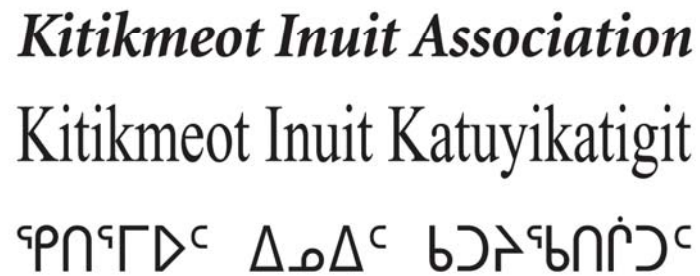 Kitikmeot Inuit Association
Kitikmeot Inuit Katuyikatigit
ᕿᑎᕐᒥᐅᑦ ᐃᓄᐃᑦ ᑲᑐᔨᖃᑎᒌᑐᑦ